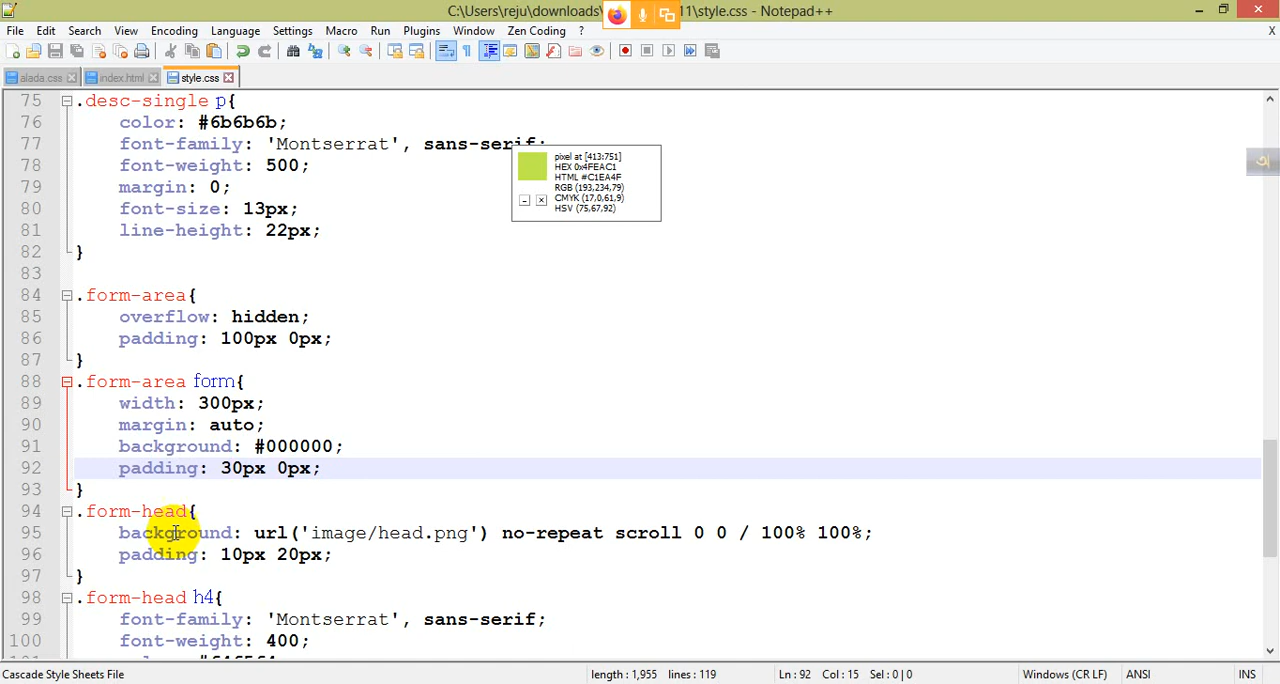 C:\Users\reju\downloads\ 11\style.css - Notepad++
File Edit Search View Encoding Language Settings Macro Run Plugins Window Zen Coding ? X
alada.css index.html style.css
75 .desc-single p{
76 color: #6b6b6b;
77 font-family: 'Montserrat', sans-serif;
78 font-weight: 500;
79 margin: 0;
80 font-size: 13px;
81 line-height: 22px;
82 }
83
84 .form-area{
85 overflow: hidden;
86 padding: 100px 0px;
87 }
88 .form-area form{
89 width: 300px;
90 margin: auto;
91 background: #000000;
92 padding: 30px 0px;
93 }
94 .form-head{
95 background: url('image/head.png') no-repeat scroll 0 0 / 100% 100%;
96 padding: 10px 20px;
97 }
98 .form-head h4{
99 font-family: 'Montserrat', sans-serif;
100 font-weight: 400;
pixel at [413:751]
HEX 0x4FEAC1
HTML #C1EA4F
RGB (193,234,79)
CMYK (17,0,61,9)
HSV (75,67,92)
Cascade Style Sheets File length : 1,955 lines : 119 Ln : 92 Col : 15 Sel : 0 | 0 Windows (CR LF) ANSI INS